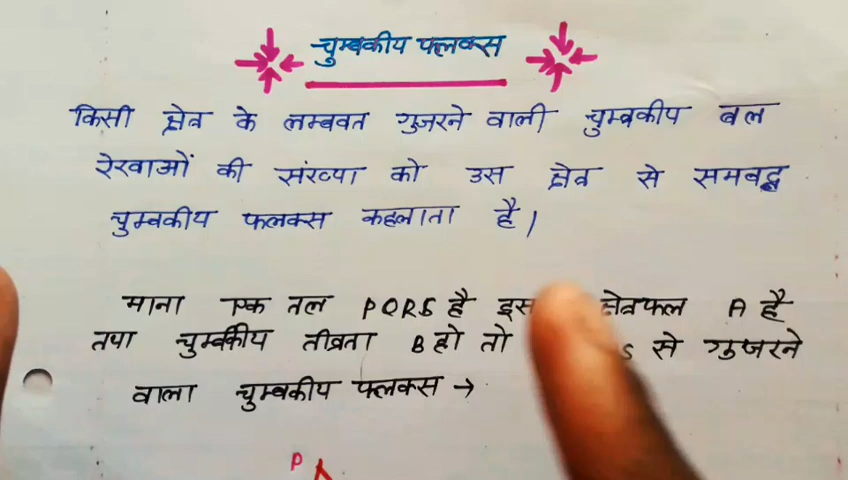 चुम्बकीय फ्लक्स
किसी क्षेत्र के लम्बवत गुजरने वाली चुम्बकीय बल
रेखाओं की संख्या को उस क्षेत्र से समबद्ध
चुम्बकीय फलक्स कहलाता है।
माना एक तल PQRS है इस क्षेत्रफल A है
तथा चुम्बकीय तीव्रता B हो तो S से गुजरने
वाला चुम्बकीय फ्लक्स →
P